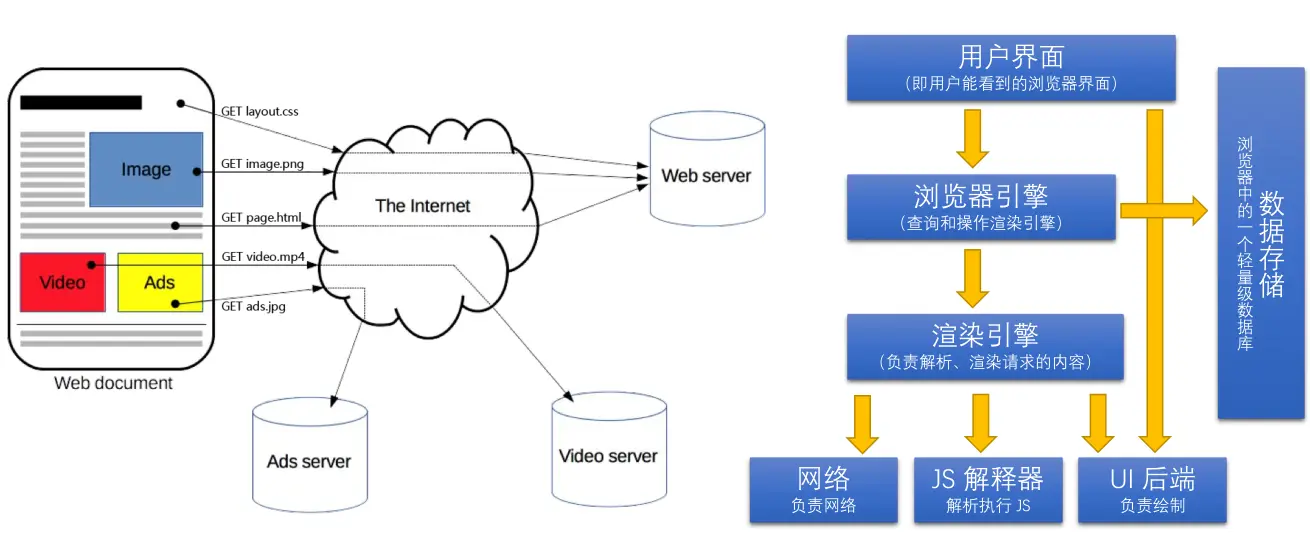 GET layout.css
Image
GET image.png
The Internet
Web server
GET page.html
Video
Ads
GET video.mp4
GET ads.jpg
Web document
Ads server
Video server
用户界面
（即用户能看到的浏览器界面）
浏览器引擎
（查询和操作渲染引擎）
渲染引擎
（负责解析、渲染请求的内容）
网络
负责网络
JS 解释器
解析执行 JS
UI 后端
负责绘制
数据存储
浏览器中的一个轻量级数据库